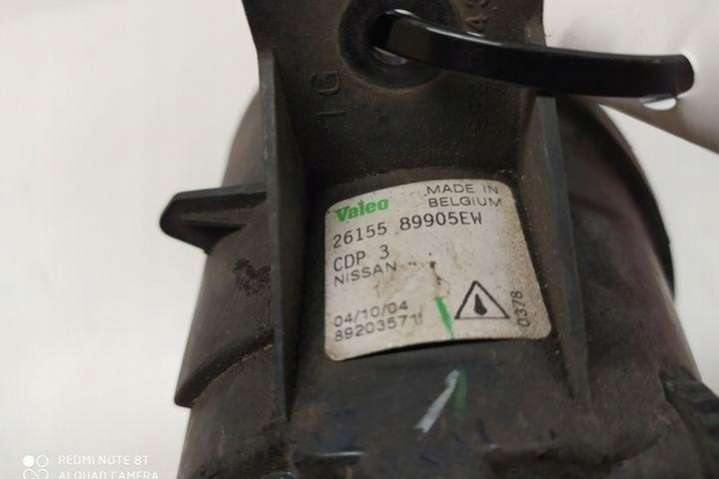 1G
Valeo
MADE IN
BELGIUM
26155 89905EW
CDP 3
NISSAN
04/10/04
89203571
0378
REDMI NOTE 8T
AI QUAD CAMERA